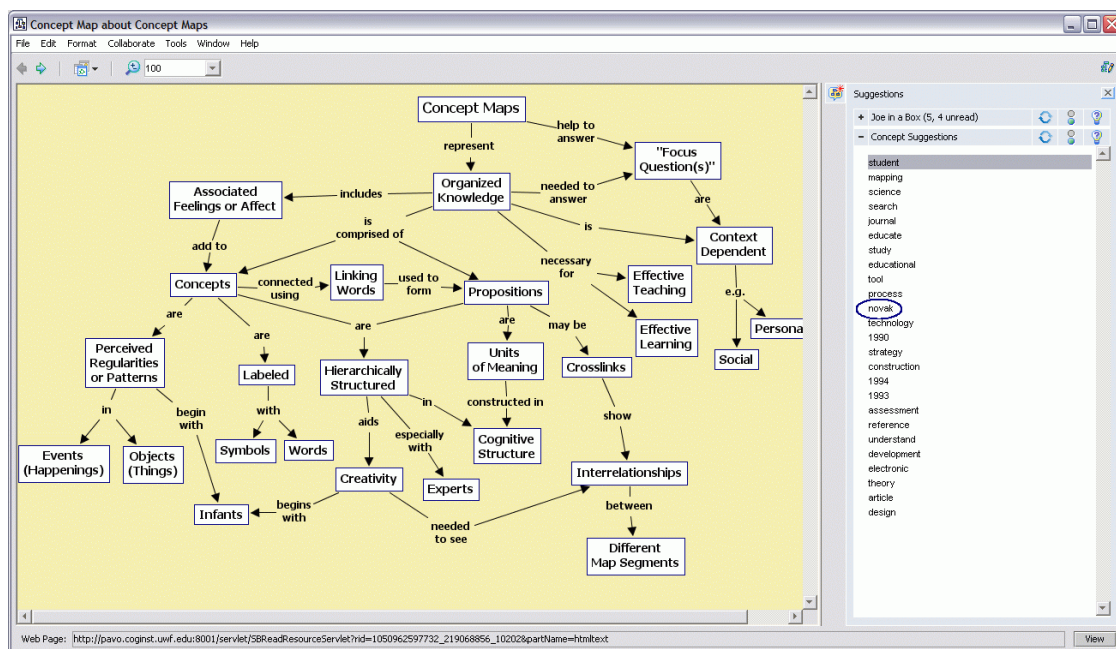 Concept Map about Concept Maps
File Edit Format Collaborate Tools Window Help
100
Concept Maps
help to
answer
represent
"Focus
Question(s)"
Organized
Knowledge
needed to
answer
includes
Associated
Feelings or Affect
are
is
comprised of
is
Context
Dependent
add to
necessary
for
Concepts
connected
using
Linking
Words
used to
form
Propositions
Effective
Teaching
e.g.
are
are
are
are
may be
Effective
Learning
Persona
Social
Perceived
Regularities
or Patterns
Labeled
Hierarchically
Structured
Units
of Meaning
Crosslinks
in
begin
with
with
in
constructed in
aids
especially
with
show
Events
(Happenings)
Objects
(Things)
Symbols
Words
Cognitive
Structure
Creativity
Experts
Interrelationships
Infants
begins
with
needed
to see
between
Different
Map Segments
Suggestions
+ Joe in a Box (5, 4 unread)
− Concept Suggestions
student
mapping
science
search
journal
educate
study
educational
tool
process
novak
technology
1990
strategy
construction
1994
1993
assessment
reference
understand
development
electronic
theory
article
design
Web Page: http://pavo.coginst.uwf.edu:8001/servlet/SBReadResourceServlet?rid=1050962597732_219068856_10202&partName=htmltext
View